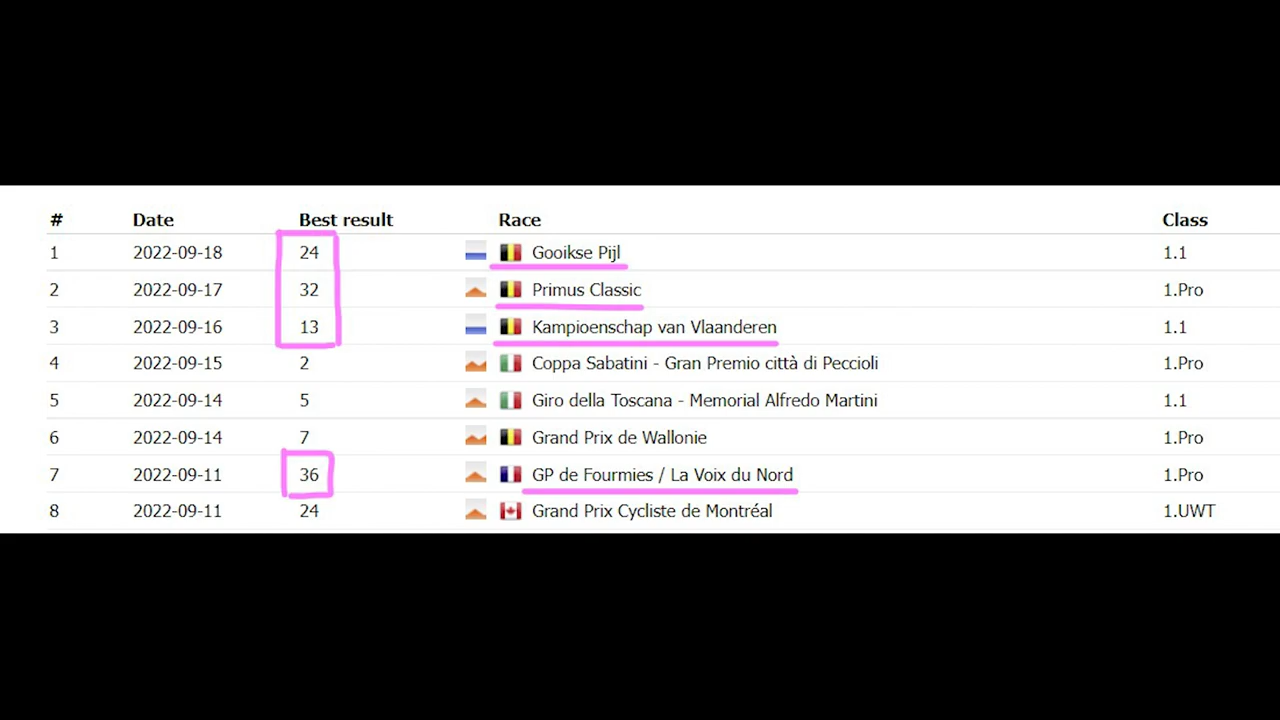 # Date Best result Race Class
1 2022-09-18 24 Gooikse Pijl 1.1
2 2022-09-17 32 Primus Classic 1.Pro
3 2022-09-16 13 Kampioenschap van Vlaanderen 1.1
4 2022-09-15 2 Coppa Sabatini - Gran Premio città di Peccioli 1.Pro
5 2022-09-14 5 Giro della Toscana - Memorial Alfredo Martini 1.1
6 2022-09-14 7 Grand Prix de Wallonie 1.Pro
7 2022-09-11 36 GP de Fourmies / La Voix du Nord 1.Pro
8 2022-09-11 24 Grand Prix Cycliste de Montréal 1.UWT